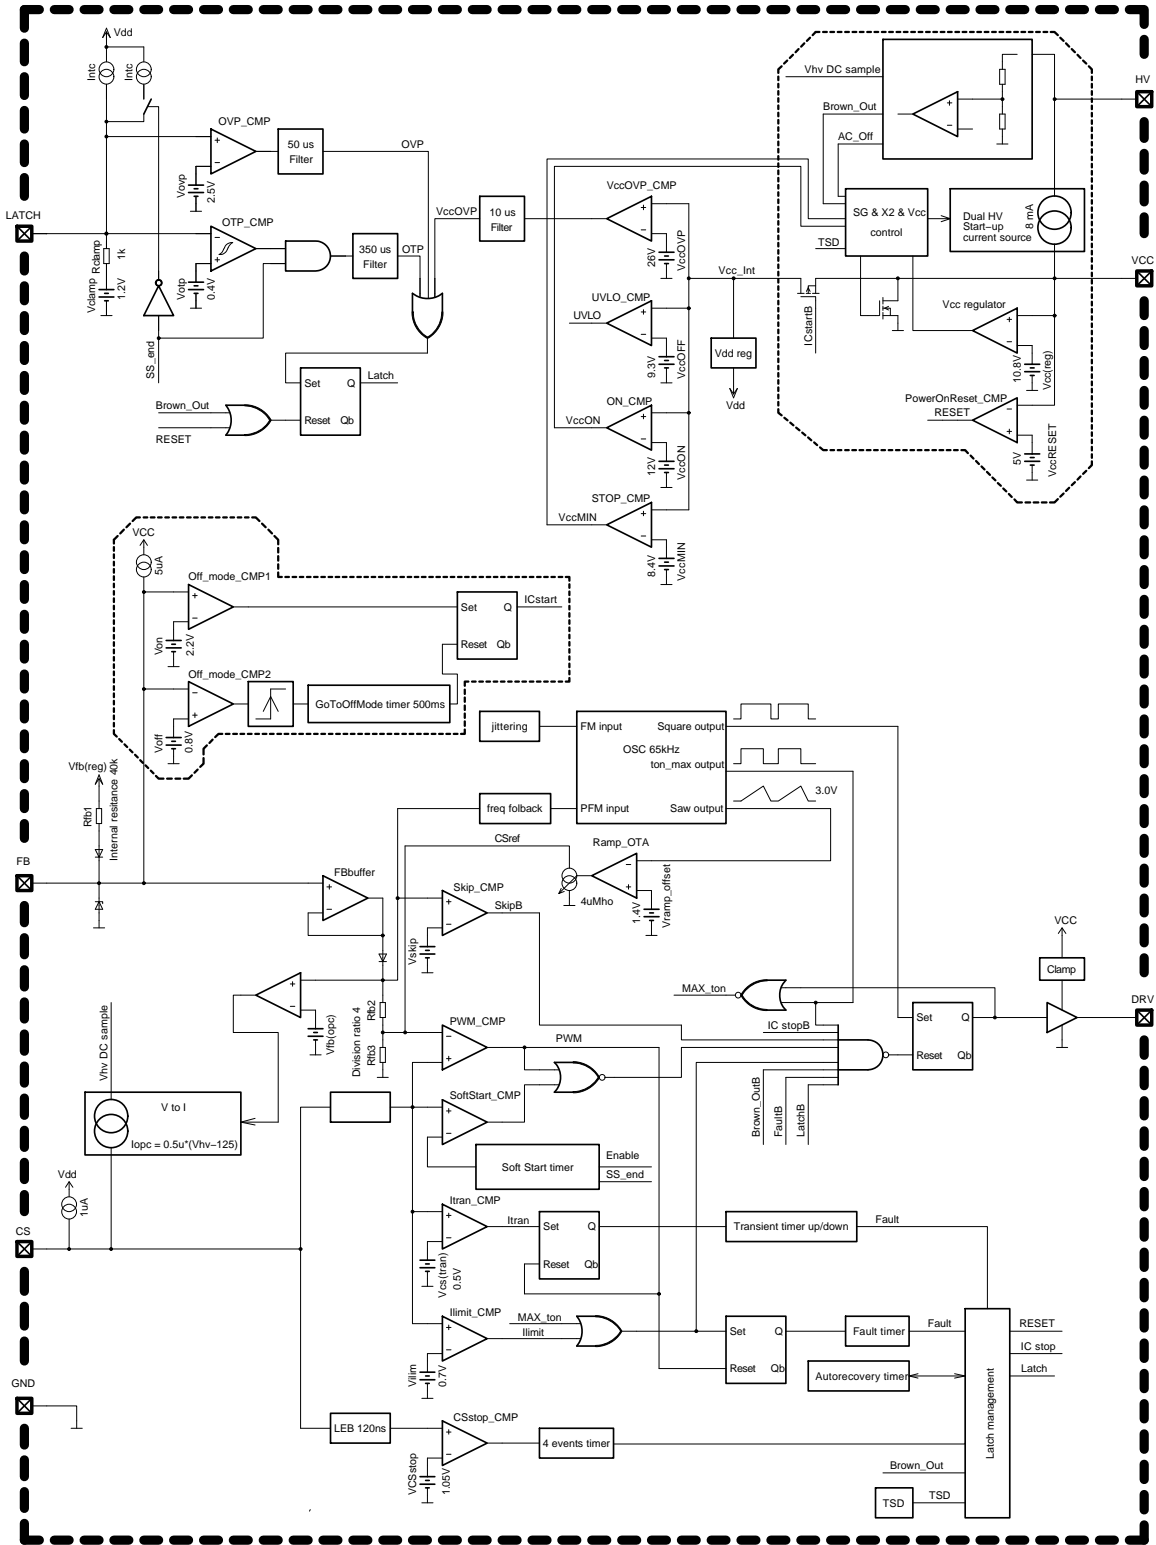 Vdd
Intc
Intc
OVP_CMP
50 us
Filter
OVP
Vovp
2.5V
LATCH
OTP_CMP
350 us
Filter
OTP
Rclamp
1k
Vclamp
1.2V
Votp
0.4V
SS_end
Set
Q
Latch
Reset
Qb
Brown_Out
RESET
VccOVP
10 us
Filter
VccOVP_CMP
26V
VccOVP
Vcc_Int
UVLO_CMP
UVLO
9.3V
VccOFF
Vdd reg
Vdd
ON_CMP
VccON
12V
VccON
STOP_CMP
VccMIN
8.4V
VccMIN
Vhv DC sample
Brown_Out
AC_Off
HV
SG & X2 & Vcc
control
TSD
Dual HV
Start-up
current source
8 mA
VCC
ICstartB
Vcc regulator
10.8V
Vcc(reg)
PowerOnReset_CMP
RESET
5V
VccRESET
VCC
5uA
Off_mode_CMP1
Von
2.2V
Set
Q
ICstart
Reset
Qb
Off_mode_CMP2
GoToOffMode timer 500ms
Voff
0.8V
Vfb(reg)
Rfb1
Internal resitance 40k
FB
jittering
FM input
Square output
OSC 65kHz
ton_max output
freq folback
PFM input
Saw output
3.0V
CSref
Ramp_OTA
4uMho
1.4V
Vramp_offset
FBbuffer
Skip_CMP
SkipB
Vskip
VCC
Clamp
DRV
MAX_ton
IC stopB
Set
Q
Reset
Qb
Vfb(opc)
Division ratio 4
Rfb2
Rfb3
PWM_CMP
PWM
Brown_OutB
FaultB
LatchB
Vhv DC sample
V to I
Iopc = 0.5u*(Vhv−125)
SoftStart_CMP
Soft Start timer
Enable
SS_end
Vdd
1uA
CS
Itran_CMP
Itran
Set
Q
Reset
Qb
Vcs(tran)
0.5V
Transient timer up/down
Fault
Ilimit_CMP
MAX_ton
Ilimit
Vilim
0.7V
Set
Q
Reset
Qb
Fault timer
Fault
Autorecovery timer
Latch management
RESET
IC stop
Latch
GND
LEB 120ns
CSstop_CMP
VCSstop
1.05V
4 events timer
Brown_Out
TSD
TSD